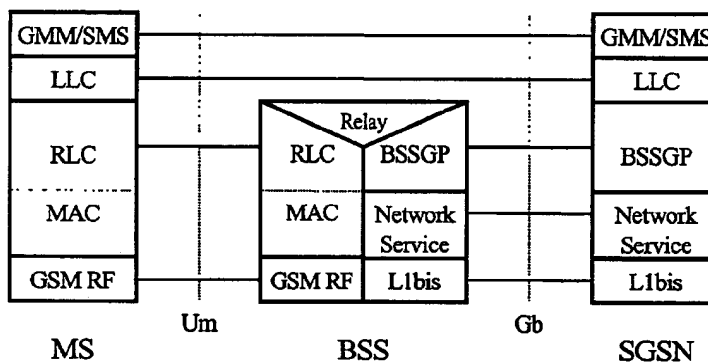 GMM/SMS
LLC
RLC
MAC
GSM RF
MS
Um
Relay
RLC
BSSGP
MAC
Network
Service
GSM RF
L1bis
BSS
Gb
GMM/SMS
LLC
BSSGP
Network
Service
L1bis
SGSN